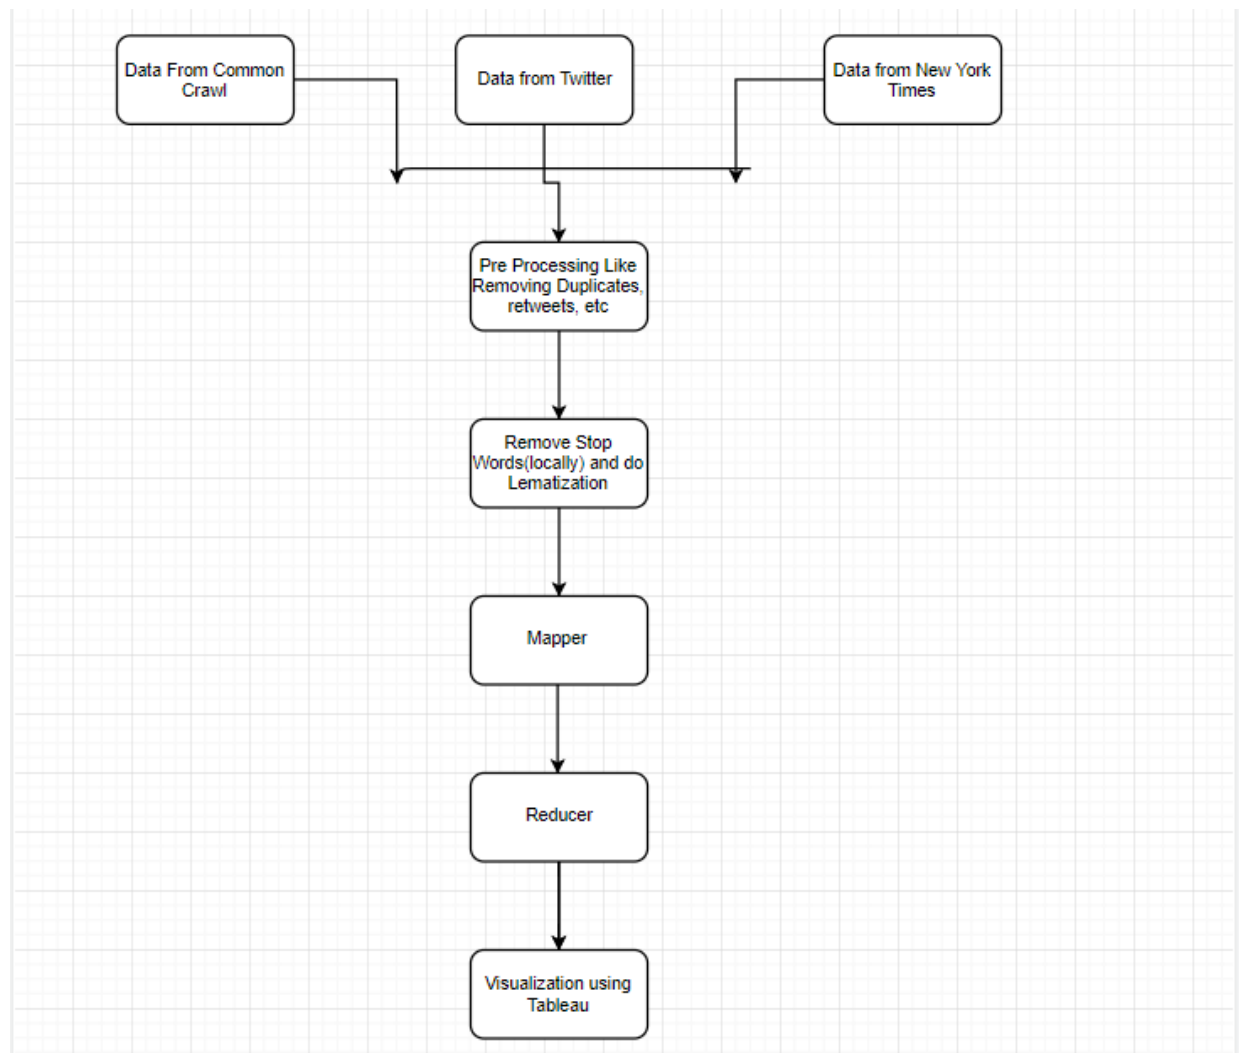 Data From Common
Crawl
Data from Twitter
Data from New York
Times
Pre Processing Like
Removing Duplicates,
retweets, etc
Remove Stop
Words(locally) and do
Lematization
Mapper
Reducer
Visualization using
Tableau